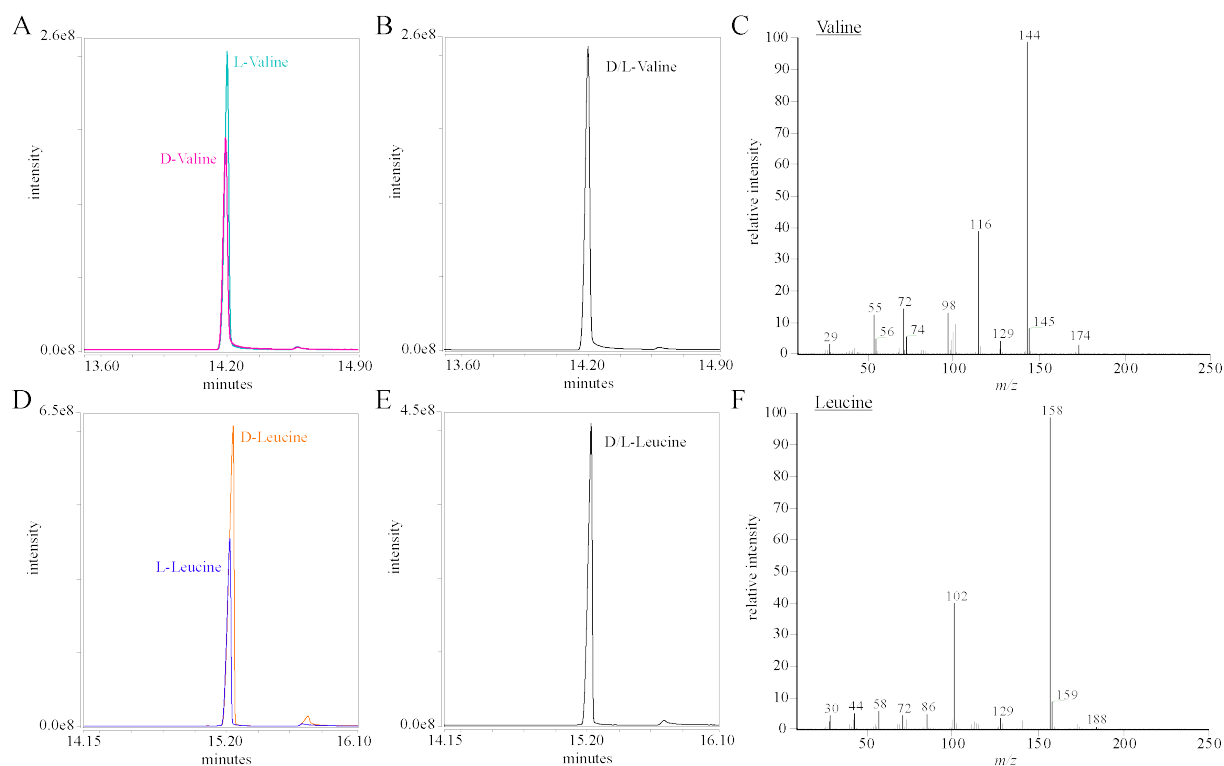 A
2.6e8
L-Valine
D-Valine
intensity
0.0e8
13.60
14.20
14.90
minutes
B
2.6e8
D/L-Valine
intensity
0.0e8
13.60
14.20
14.90
minutes
C
Valine
100
90
80
70
60
50
40
30
20
10
0
relative intensity
144
116
55
72
98
56
74
129
145
174
29
50
100
150
200
250
m/z
D
6.5e8
D-Leucine
L-Leucine
intensity
0.0e8
14.15
15.20
16.10
minutes
E
4.5e8
D/L-Leucine
intensity
0.0e8
14.15
15.20
16.10
minutes
F
Leucine
100
90
80
70
60
50
40
30
20
10
0
relative intensity
158
102
30
44
58
72
86
129
159
188
50
100
150
200
250
m/z